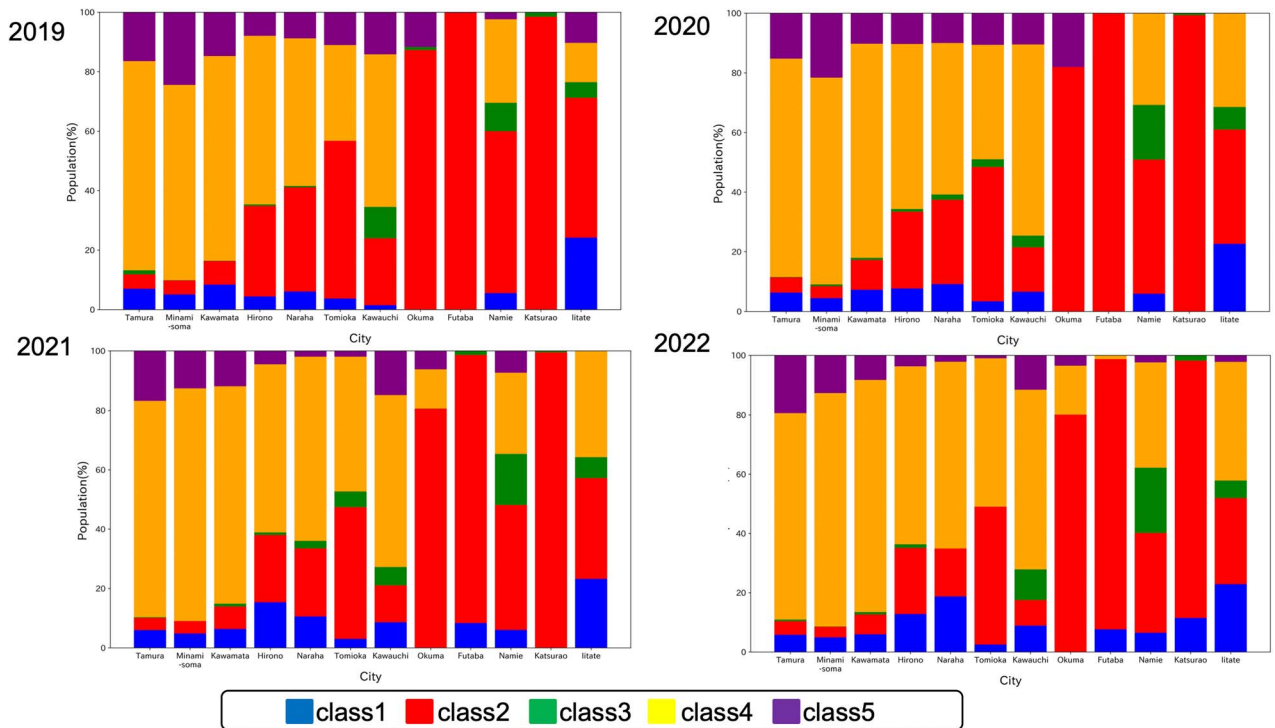 2019
Population(%)
100
80
60
40
20
0
Tamura Minami -soma Kawamata Hirono Naraha Tomioka Kawauchi Okuma Futaba Namie Katsurao Iitate
City
2020
Population(%)
100
80
60
40
20
0
Tamura Minami -soma Kawamata Hirono Naraha Tomioka Kawauchi Okuma Futaba Namie Katsurao Iitate
City
2021
Population(%)
100
80
60
40
20
0
Tamura Minami -soma Kawamata Hirono Naraha Tomioka Kawauchi Okuma Futaba Namie Katsurao Iitate
City
2022
100
80
60
40
20
0
Tamura Minami -soma Kawamata Hirono Naraha Tomioka Kawauchi Okuma Futaba Namie Katsurao Iitate
City
class1 class2 class3 class4 class5